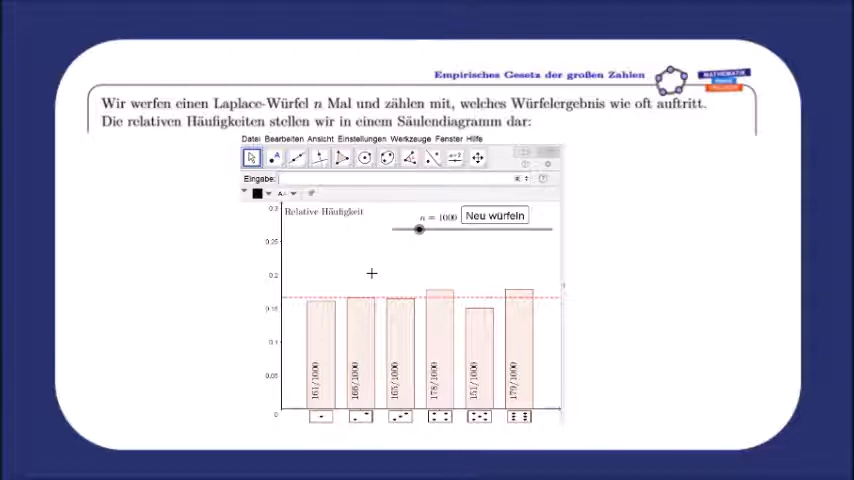 Empirisches Gesetz der großen Zahlen
MATHEMATIK
Wir werfen einen Laplace-Würfel n Mal und zählen mit, welches Würfelergebnis wie oft auftritt.
Die relativen Häufigkeiten stellen wir in einem Säulendiagramm dar:
Datei Bearbeiten Ansicht Einstellungen Werkzeuge Fenster Hilfe
Eingabe:
0.3
Relative Häufigkeit
n = 1000
Neu würfeln
0.25
0.2
0.15
0.1
0.05
0
161/1000
166/1000
165/1000
178/1000
151/1000
179/1000